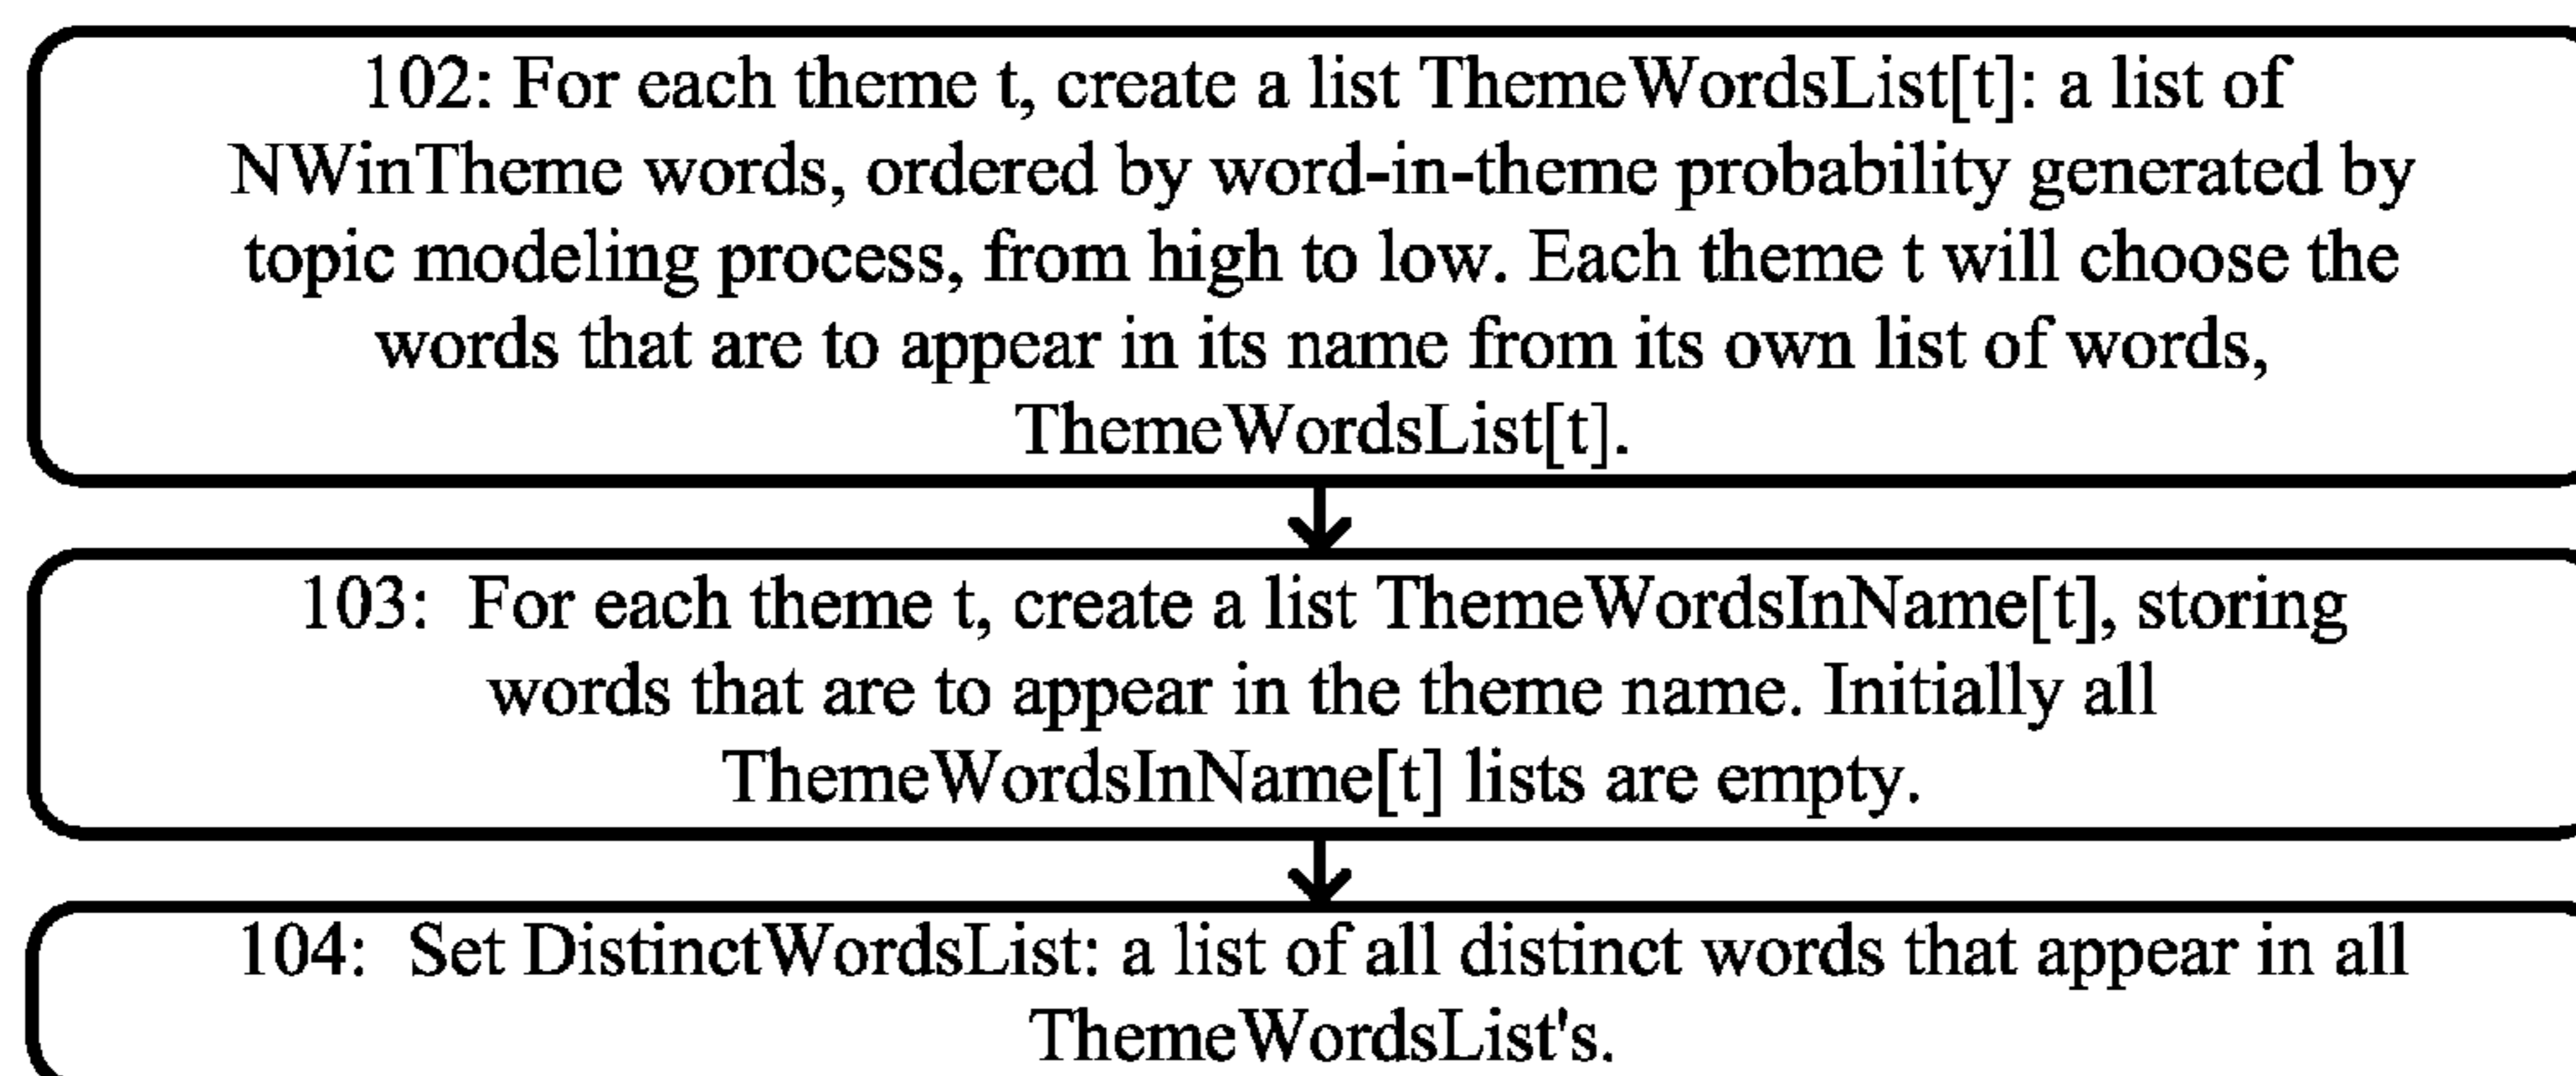 102: For each theme t, create a list ThemeWordsList[t]: a list of
NWinTheme words, ordered by word-in-theme probability generated by
topic modeling process, from high to low. Each theme t will choose the
words that are to appear in its name from its own list of words,
ThemeWordsList[t].
103: For each theme t, create a list ThemeWordsInName[t], storing
words that are to appear in the theme name. Initially all
ThemeWordsInName[t] lists are empty.
104: Set DistinctWordsList: a list of all distinct words that appear in all
ThemeWordsList's.